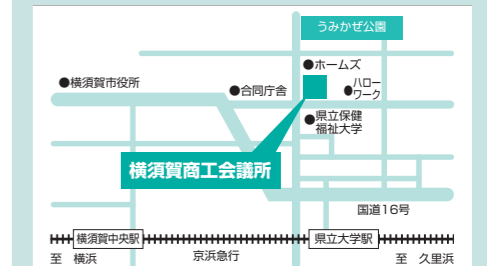 うみかぜ公園
●ホームズ
●横須賀市役所
●合同庁舎
●ハロー
ワーク
●県立保健
福祉大学
横須賀商工会議所
国道16号
横須賀中央駅
県立大学駅
至 横浜
京浜急行
至 久里浜